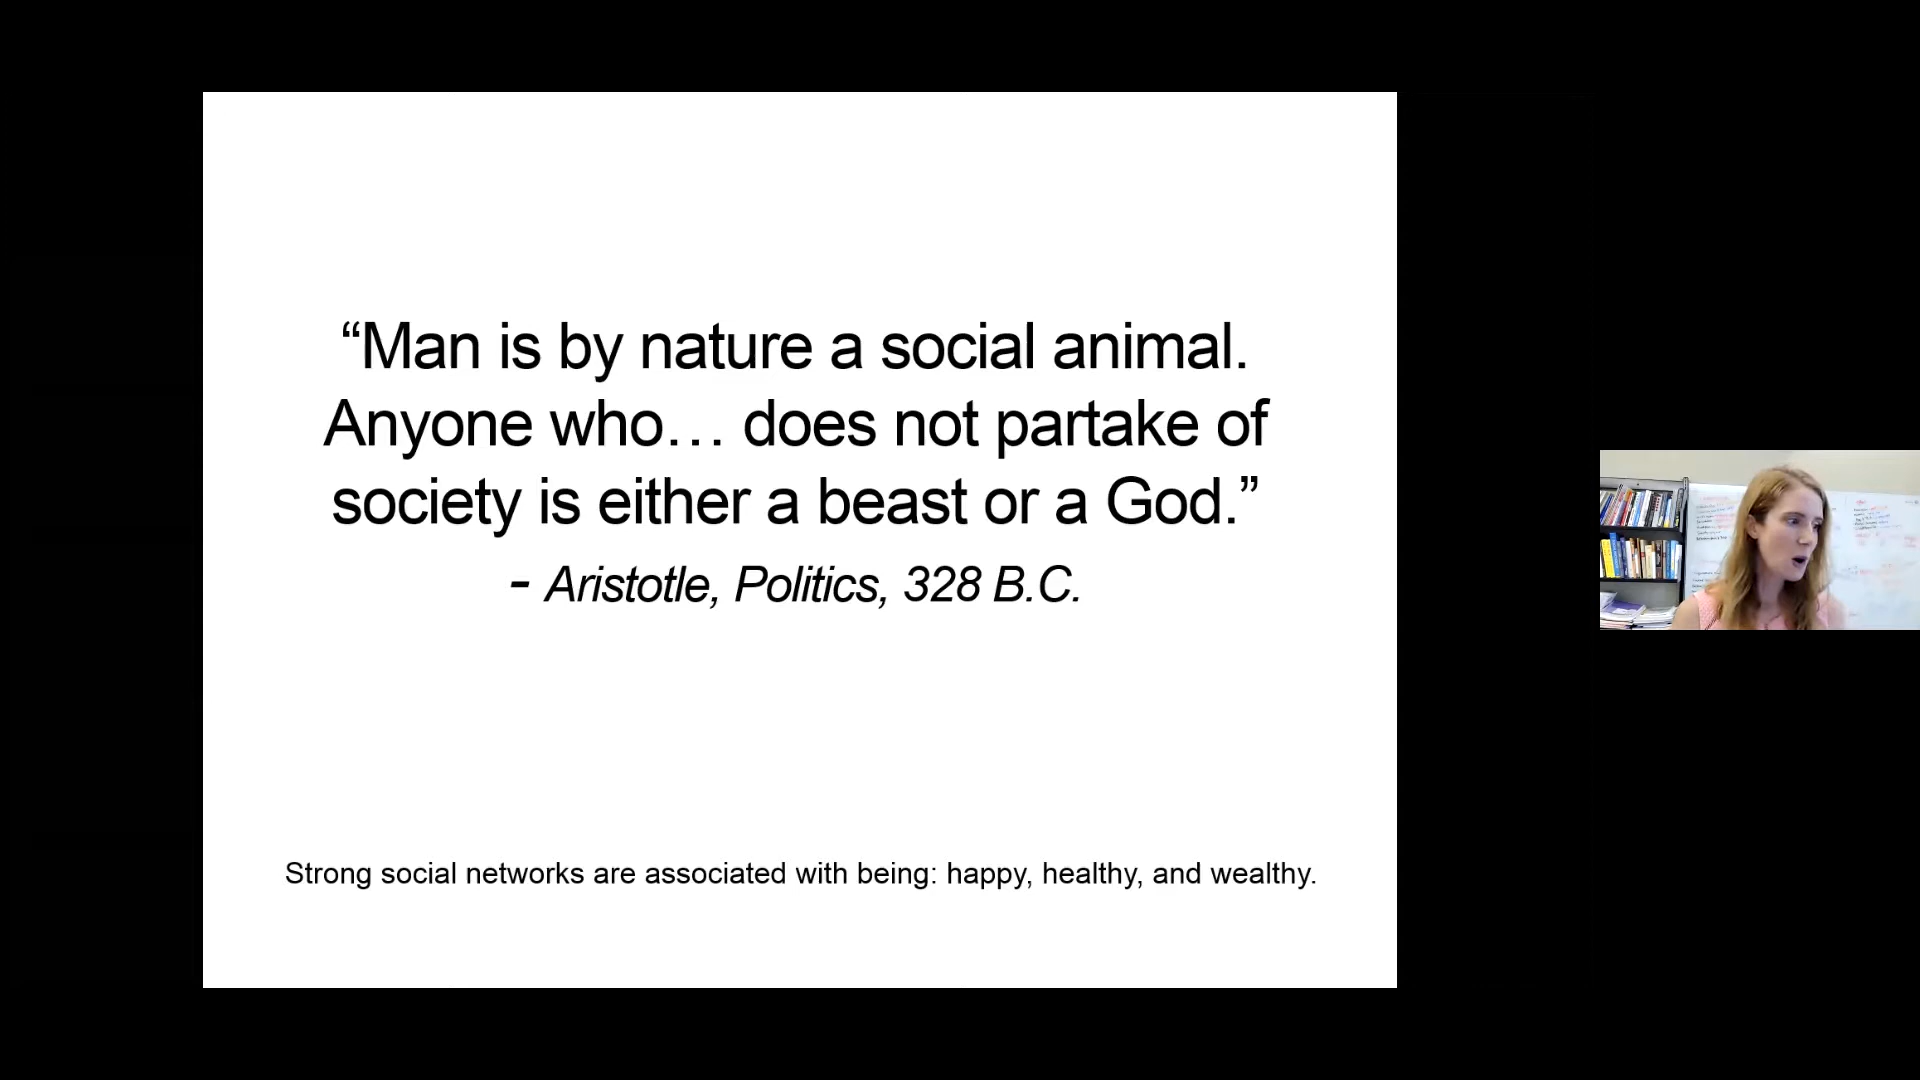 “Man is by nature a social animal.
Anyone who… does not partake of
society is either a beast or a God.”
- Aristotle, Politics, 328 B.C.
Strong social networks are associated with being: happy, healthy, and wealthy.